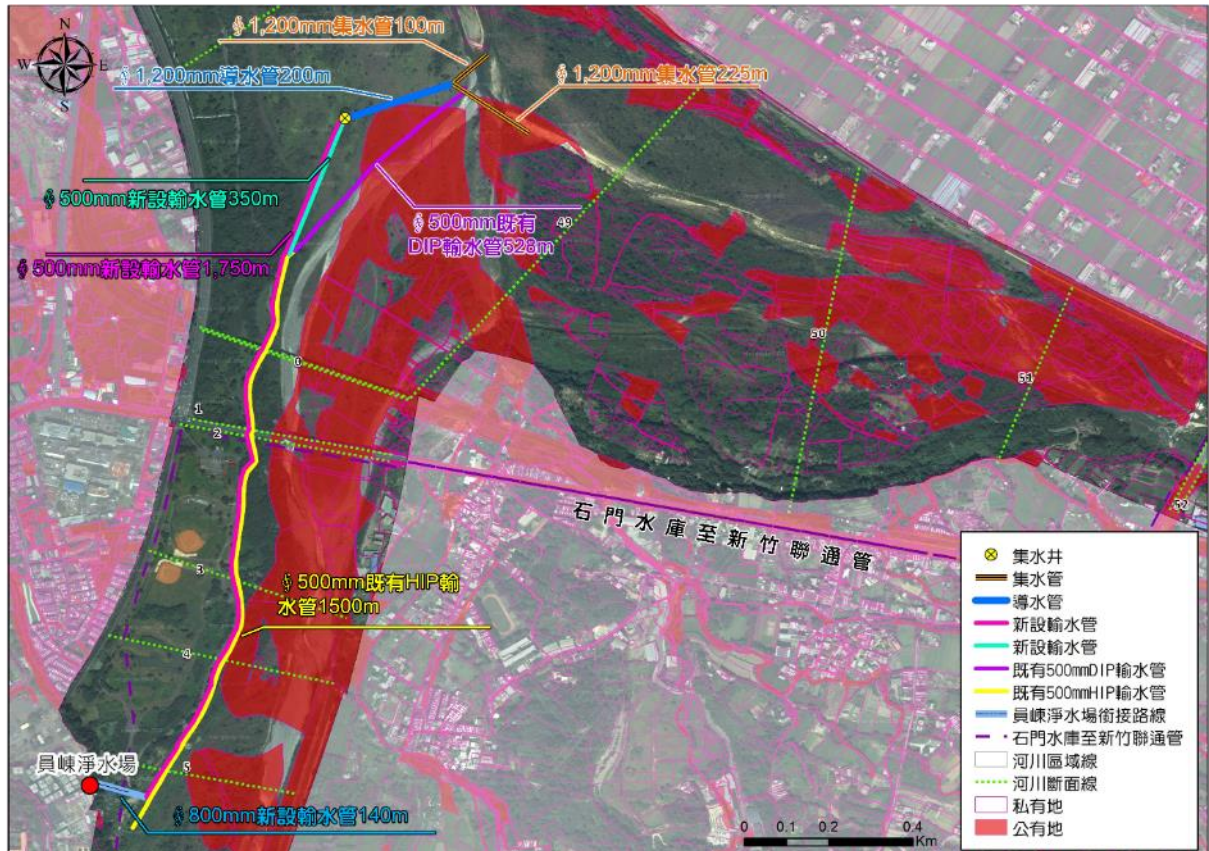 N
W
E
S
∮1,200mm集水管100m
∮1,200mm導水管200m
∮1,200mm集水管225m
∮500mm新設輸水管350m
∮500mm既有
DIP輸水管528m
∮500mm新設輸水管1,750m
49
50
51
52
0
1
2
3
4
5
石門水庫至新竹聯通管
∮500mm既有HIP輸
水管1500m
員崠淨水場
∮800mm新設輸水管140m
0 0.1 0.2 0.4
Km
集水井
集水管
導水管
新設輸水管
新設輸水管
既有500mmDIP輸水管
既有500mmHIP輸水管
員崠淨水場銜接路線
石門水庫至新竹聯通管
河川區域線
河川斷面線
私有地
公有地